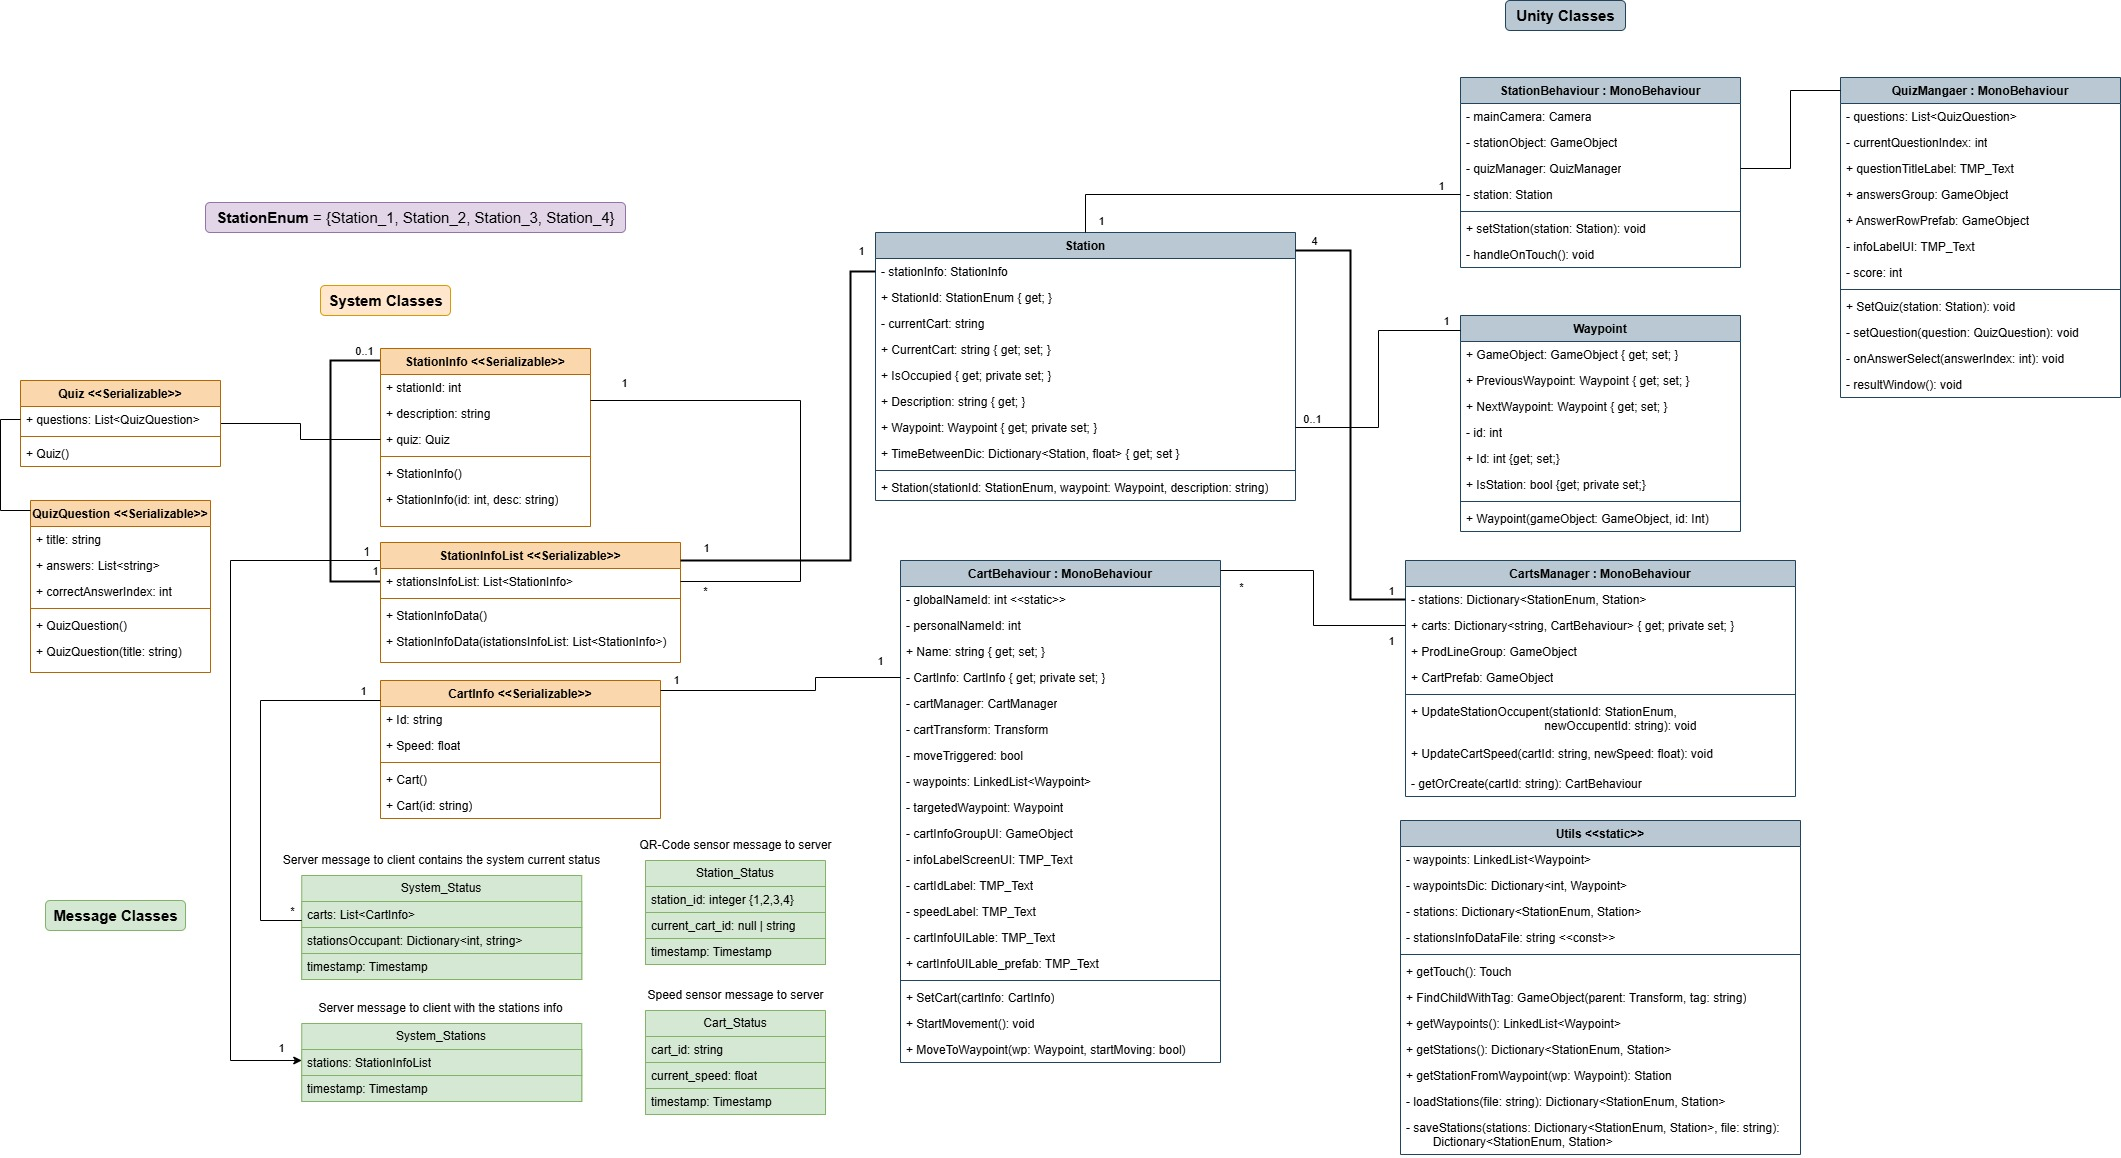 Unity Classes
StationBehaviour : MonoBehaviour
- mainCamera: Camera
- stationObject: GameObject
- quizManager: QuizManager
- station: Station
+ setStation(station: Station): void
- handleOnTouch(): void
QuizMangaer : MonoBehaviour
- questions: List<QuizQuestion>
- currentQuestionIndex: int
+ questionTitleLabel: TMP_Text
+ answersGroup: GameObject
+ AnswerRowPrefab: GameObject
- infoLabelUI: TMP_Text
- score: int
+ SetQuiz(station: Station): void
- setQuestion(question: QuizQuestion): void
- onAnswerSelect(answerIndex: int): void
- resultWindow(): void
StationEnum = {Station_1, Station_2, Station_3, Station_4}
1
1
1
4
Station
- stationInfo: StationInfo
+ StationId: StationEnum { get; }
- currentCart: string
+ CurrentCart: string { get; set; }
+ IsOccupied { get; private set; }
+ Description: string { get; }
+ Waypoint: Waypoint { get; private set; }
+ TimeBetweenDic: Dictionary<Station, float> { get; set }
+ Station(stationId: StationEnum, waypoint: Waypoint, description: string)
1
0..1
Waypoint
+ GameObject: GameObject { get; set; }
+ PreviousWaypoint: Waypoint { get; set; }
+ NextWaypoint: Waypoint { get; set; }
- id: int
+ Id: int {get; set;}
+ IsStation: bool {get; private set;}
+ Waypoint(gameObject: GameObject, id: Int)
System Classes
0..1
StationInfo <<Serializable>>
+ stationId: int
+ description: string
+ quiz: Quiz
+ StationInfo()
+ StationInfo(id: int, desc: string)
1
Quiz <<Serializable>>
+ questions: List<QuizQuestion>
+ Quiz()
QuizQuestion <<Serializable>>
+ title: string
+ answers: List<string>
+ correctAnswerIndex: int
+ QuizQuestion()
+ QuizQuestion(title: string)
1
1
1
*
StationInfoList <<Serializable>>
+ stationsInfoList: List<StationInfo>
+ StationInfoData()
+ StationInfoData(istationsInfoList: List<StationInfo>)
1
1
1
CartInfo <<Serializable>>
+ Id: string
+ Speed: float
+ Cart()
+ Cart(id: string)
CartBehaviour : MonoBehaviour
- globalNameId: int <<static>>
- personalNameId: int
+ Name: string { get; set; }
- CartInfo: CartInfo { get; private set; }
- cartManager: CartManager
- cartTransform: Transform
- moveTriggered: bool
- waypoints: LinkedList<Waypoint>
- targetedWaypoint: Waypoint
- cartInfoGroupUI: GameObject
- infoLabelScreenUI: TMP_Text
- cartIdLabel: TMP_Text
- speedLabel: TMP_Text
- cartInfoUILable: TMP_Text
+ cartInfoUILable_prefab: TMP_Text
+ SetCart(cartInfo: CartInfo)
+ StartMovement(): void
+ MoveToWaypoint(wp: Waypoint, startMoving: bool)
*
1
1
CartsManager : MonoBehaviour
- stations: Dictionary<StationEnum, Station>
+ carts: Dictionary<string, CartBehaviour> { get; private set; }
+ ProdLineGroup: GameObject
+ CartPrefab: GameObject
+ UpdateStationOccupent(stationId: StationEnum,
newOccupentId: string): void
+ UpdateCartSpeed(cartId: string, newSpeed: float): void
- getOrCreate(cartId: string): CartBehaviour
Utils <<static>>
- waypoints: LinkedList<Waypoint>
- waypointsDic: Dictionary<int, Waypoint>
- stations: Dictionary<StationEnum, Station>
- stationsInfoDataFile: string <<const>>
+ getTouch(): Touch
+ FindChildWithTag: GameObject(parent: Transform, tag: string)
+ getWaypoints(): LinkedList<Waypoint>
+ getStations(): Dictionary<StationEnum, Station>
+ getStationFromWaypoint(wp: Waypoint): Station
- loadStations(file: string): Dictionary<StationEnum, Station>
- saveStations(stations: Dictionary<StationEnum, Station>, file: string):
Dictionary<StationEnum, Station>
Message Classes
Server message to client contains the system current status
*
System_Status
carts: List<CartInfo>
stationsOccupant: Dictionary<int, string>
timestamp: Timestamp
QR-Code sensor message to server
Station_Status
station_id: integer {1,2,3,4}
current_cart_id: null | string
timestamp: Timestamp
Server message to client with the stations info
1
System_Stations
stations: StationInfoList
timestamp: Timestamp
Speed sensor message to server
Cart_Status
cart_id: string
current_speed: float
timestamp: Timestamp